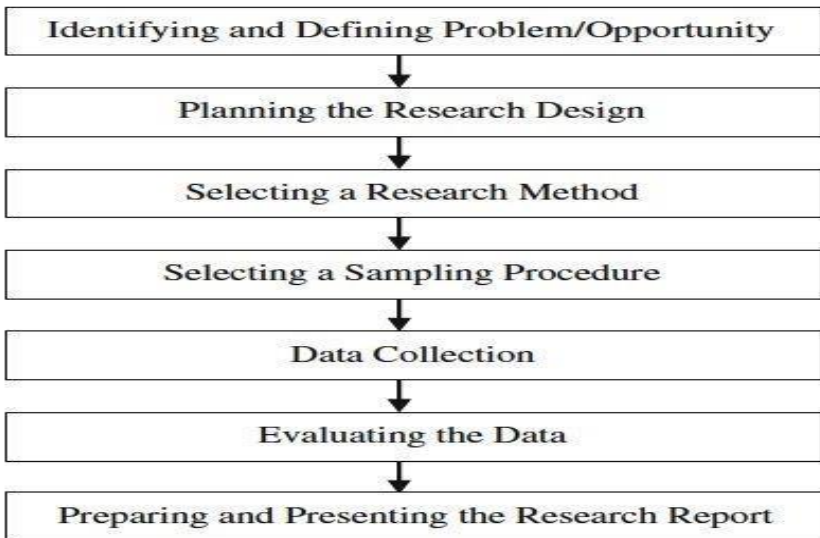 Identifying and Defining Problem/Opportunity
Planning the Research Design
Selecting a Research Method
Selecting a Sampling Procedure
Data Collection
Evaluating the Data
Preparing and Presenting the Research Report